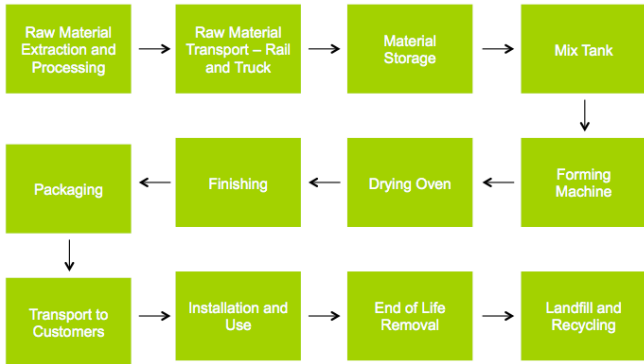 Raw Material
Extraction and
Processing
Raw Material
Transport – Rail
and Truck
Material
Storage
Mix Tank
Forming
Machine
Drying Oven
Finishing
Packaging
Transport to
Customers
Installation and
Use
End of Life
Removal
Landfill and
Recycling